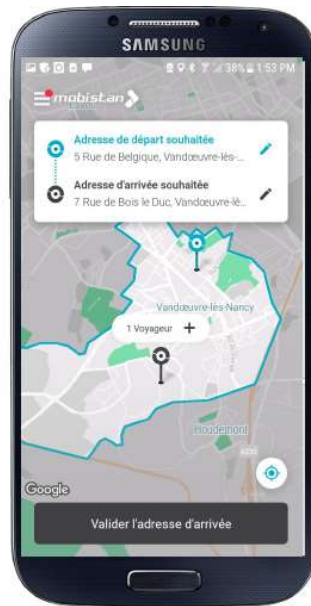 SAMSUNG
38% 1:53 PM
mobistan
Adresse de départ souhaitée
5 Rue de Belgique, Vandœuvre-lès-...
Adresse d'arrivée souhaitée
7 Rue de Bois le Duc, Vandœuvre-lè...
Vandœuvre-lès-Nancy
1 Voyageur +
Houdemont
Google
Valider l'adresse d'arrivée